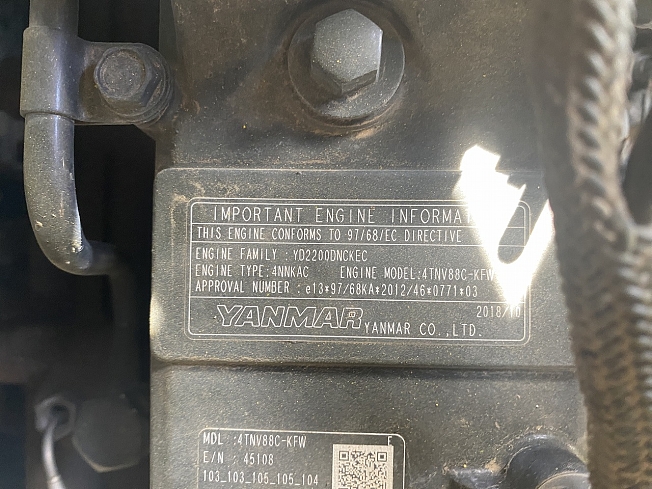 IMPORTANT ENGINE
THIS ENGINE CONFORMS TO 97/68/EC DIRECTIVE
ENGINE FAMILY : YD2200DNCKEC
ENGINE TYPE:4NNKAC ENGINE MODEL:4TNV88C-KFW
APPROVAL NUMBER : e13*97/68KA*2012/46*0771*03
2018/10
YANMAR YANMAR CO.,LTD.
MDL :4TNV88C-KFW F
E/N : 45108
103_103_105_105_104